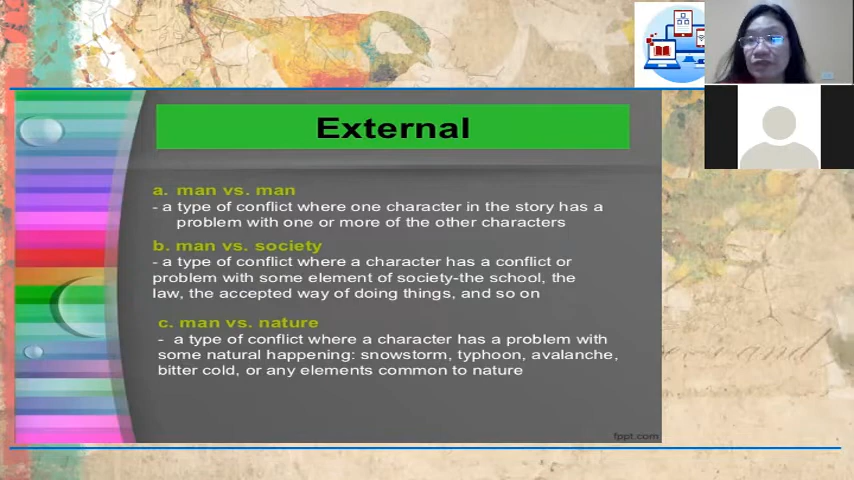 External
a. man vs. man
- a type of conflict where one character in the story has a
problem with one or more of the other characters
b. man vs. society
- a type of conflict where a character has a conflict or
problem with some element of society-the school, the
law, the accepted way of doing things, and so on
c. man vs. nature
- a type of conflict where a character has a problem with
some natural happening: snowstorm, typhoon, avalanche,
bitter cold, or any elements common to nature
fppt.com